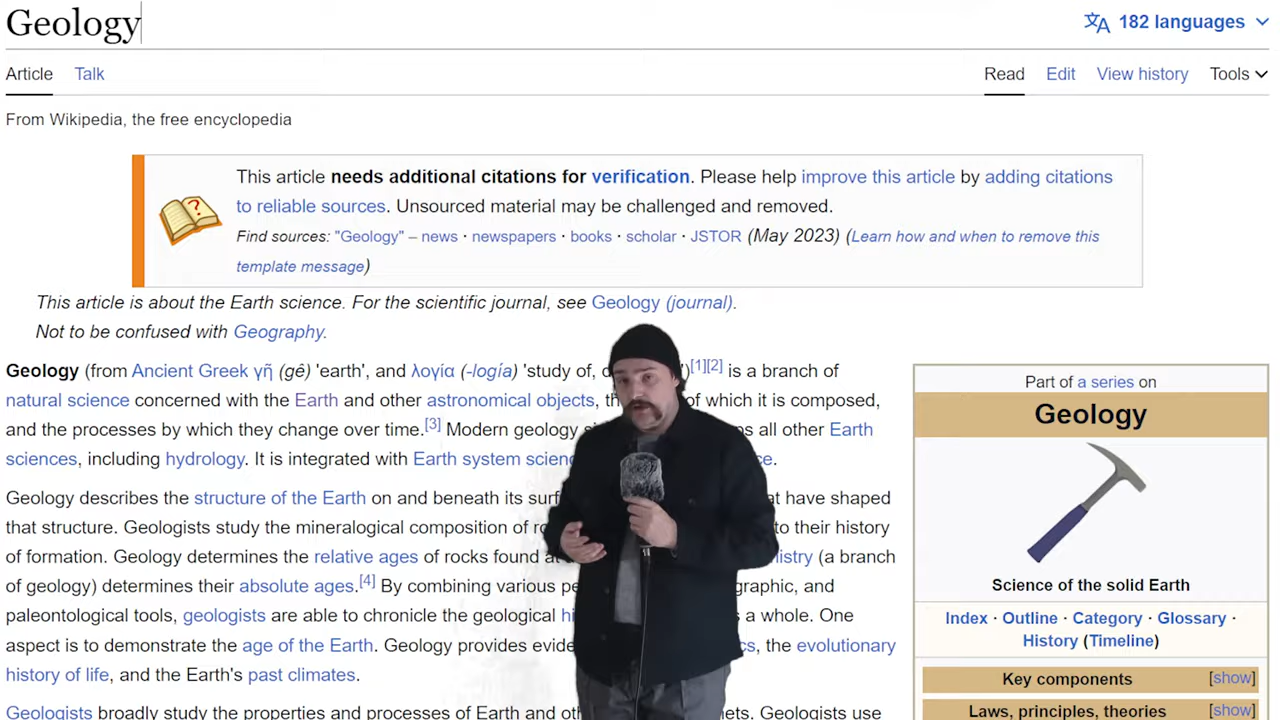 Geology
182 languages
Article Talk
Read Edit View history Tools
From Wikipedia, the free encyclopedia
This article needs additional citations for verification. Please help improve this article by adding citations
to reliable sources. Unsourced material may be challenged and removed.
Find sources: "Geology" – news · newspapers · books · scholar · JSTOR (May 2023) (Learn how and when to remove this
template message)
This article is about the Earth science. For the scientific journal, see Geology (journal).
Not to be confused with Geography.
Geology (from Ancient Greek γῆ (gê) 'earth', and λoγία (-logía) 'study of, )[1][2] is a branch of
natural science concerned with the Earth and other astronomical objects, of which it is composed,
and the processes by which they change over time.[3] Modern geology all other Earth
sciences, including hydrology. It is integrated with Earth system
Geology describes the structure of the Earth on and beneath its have shaped
that structure. Geologists study the mineralogical composition of to their history
of formation. Geology determines the relative ages of rocks found (a branch
of geology) determines their absolute ages.[4] By combining various and
paleontological tools, geologists are able to chronicle the geological a whole. One
aspect is to demonstrate the age of the Earth. Geology provides the evolutionary
history of life, and the Earth's past climates.
Geologists broadly study the properties and processes of Earth and Geologists use
Part of a series on
Geology
Science of the solid Earth
Index · Outline · Category · Glossary ·
History (Timeline)
Key components [show]
Laws, principles, theories [show]